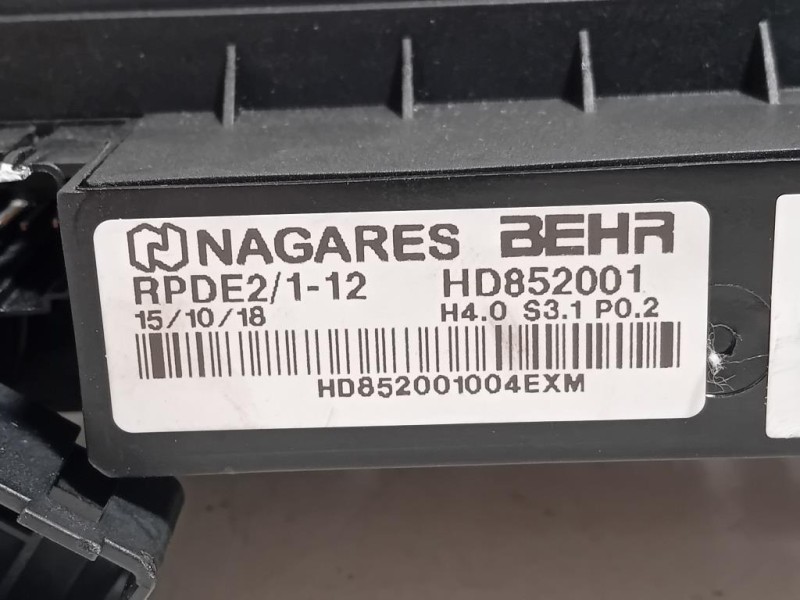 NAGARES BEHR
RPDE2/1-12 HD852001
15/10/18 H4.0 S3.1 P0.2
HD852001004EXM